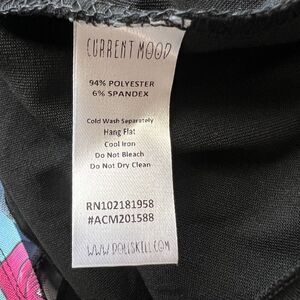 CURRENT MOOD
94% POLYESTER
6% SPANDEX
Cold Wash Separately
Hang Flat
Cool Iron
Do Not Bleach
Do Not Dry Clean
RN102181958
#ACM201588
WWW.DOLLSKILL.COM